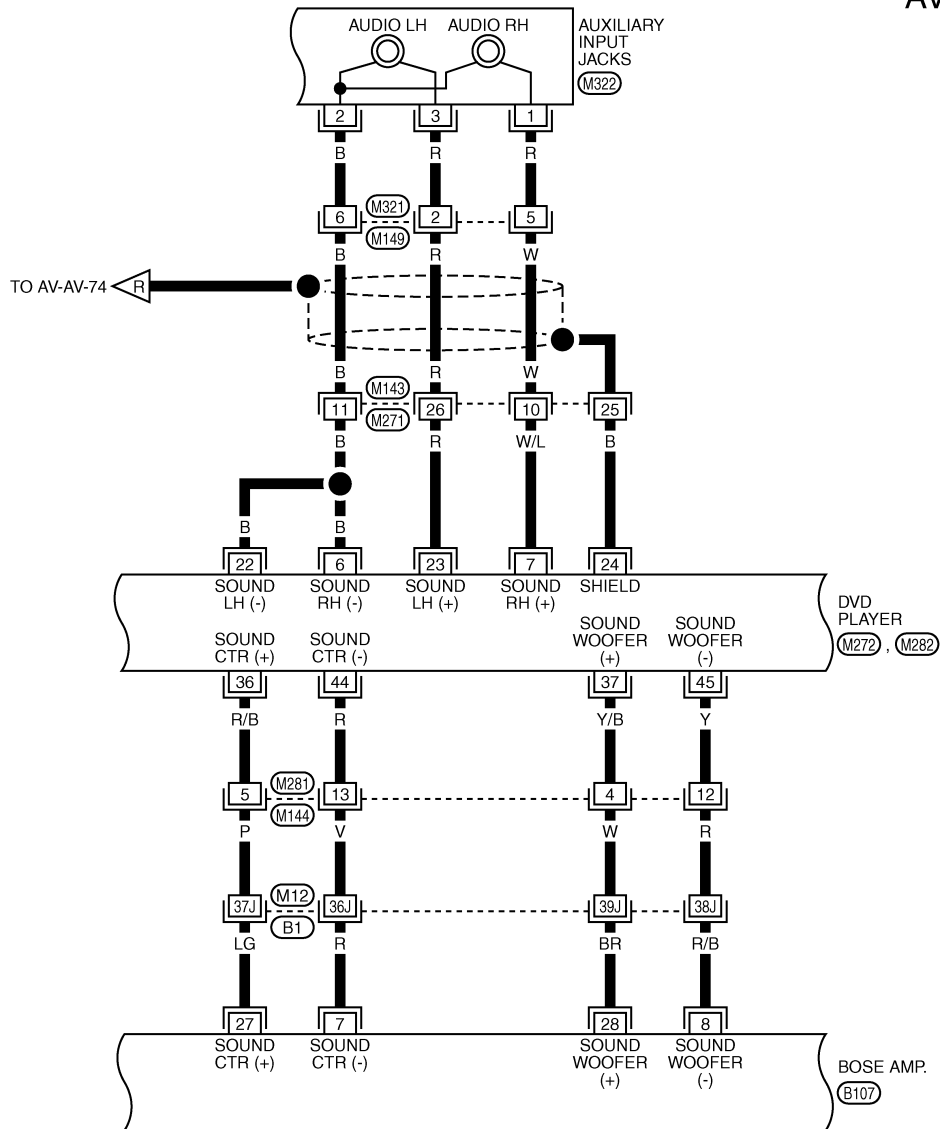 AV
AUDIO LH AUDIO RH
AUXILIARY
INPUT
JACKS
M322
2 3 1
B R R
M321
6 2 5
M149
B R W
TO AV-AV-74 R
B R W
M143
11 26 10 25
M271
B R W/L B
B B
22 6 23 7 24
SOUND
LH (-)
SOUND
RH (-)
SOUND
LH (+)
SOUND
RH (+)
SHIELD
DVD
PLAYER
M272 , M282
SOUND
CTR (+)
SOUND
CTR (-)
SOUND
WOOFER
(+)
SOUND
WOOFER
(-)
36 44 37 45
R/B R Y/B Y
M281
5 13 4 12
M144
P V W R
M12
37J 36J 39J 38J
B1
LG R BR R/B
27 7 28 8
SOUND
CTR (+)
SOUND
CTR (-)
SOUND
WOOFER
(+)
SOUND
WOOFER
(-)
BOSE AMP.
B107